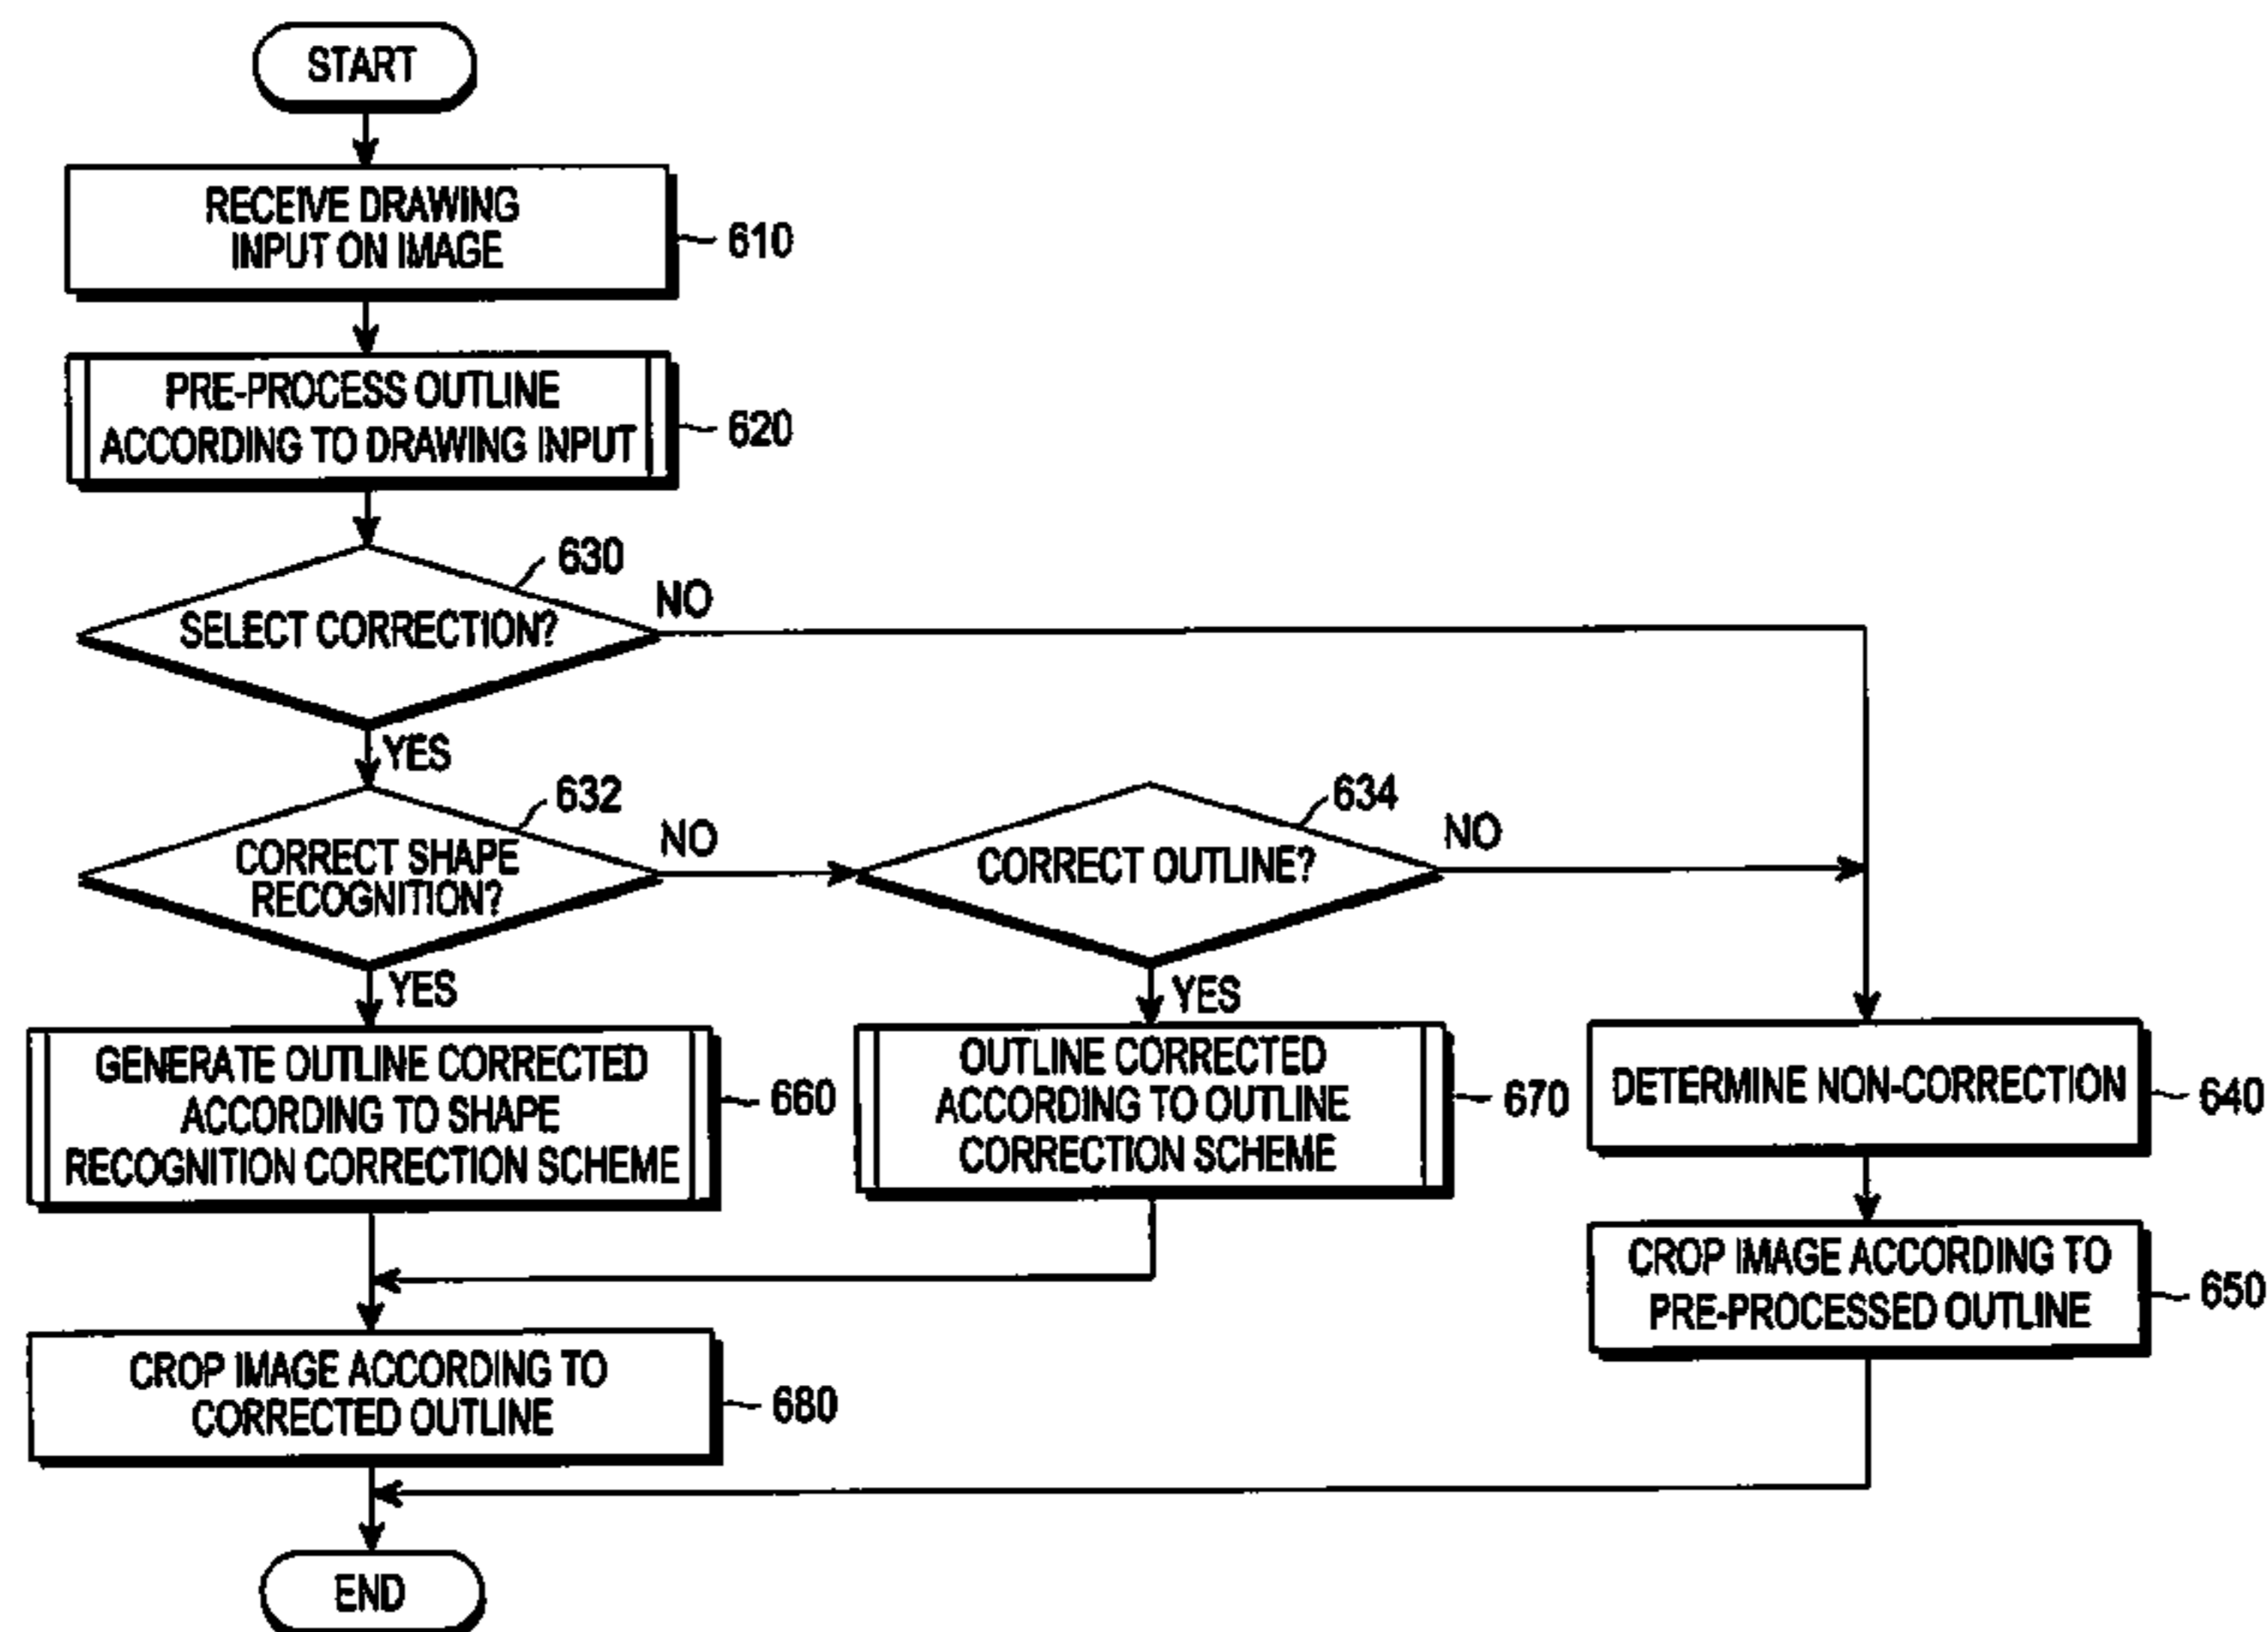 START
RECEIVE DRAWING
INPUT ON IMAGE
610
PRE-PROCESS OUTLINE
ACCORDING TO DRAWING INPUT
620
630
SELECT CORRECTION?
NO
YES
632
CORRECT SHAPE
RECOGNITION?
NO
634
CORRECT OUTLINE?
NO
YES
YES
GENERATE OUTLINE CORRECTED
ACCORDING TO SHAPE
RECOGNITION CORRECTION SCHEME
660
OUTLINE CORRECTED
ACCORDING TO OUTLINE
CORRECTION SCHEME
670
DETERMINE NON-CORRECTION
640
CROP IMAGE ACCORDING TO
PRE-PROCESSED OUTLINE
650
CROP IMAGE ACCORDING TO
CORRECTED OUTLINE
680
END